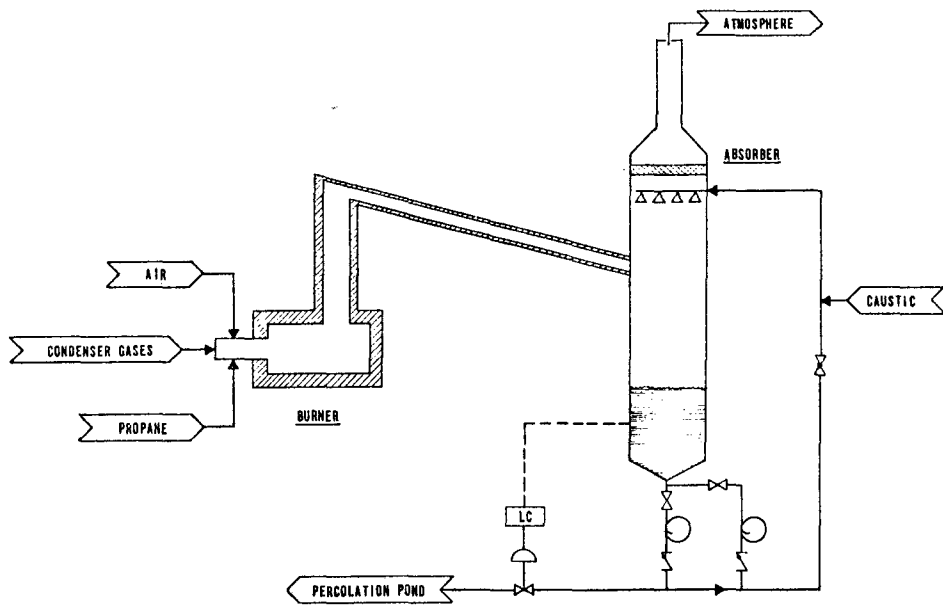 ATMOSPHERE
ABSORBER
AIR
CAUSTIC
CONDENSER GASES
PROPANE
BURNER
LC
PERCOLATION POND